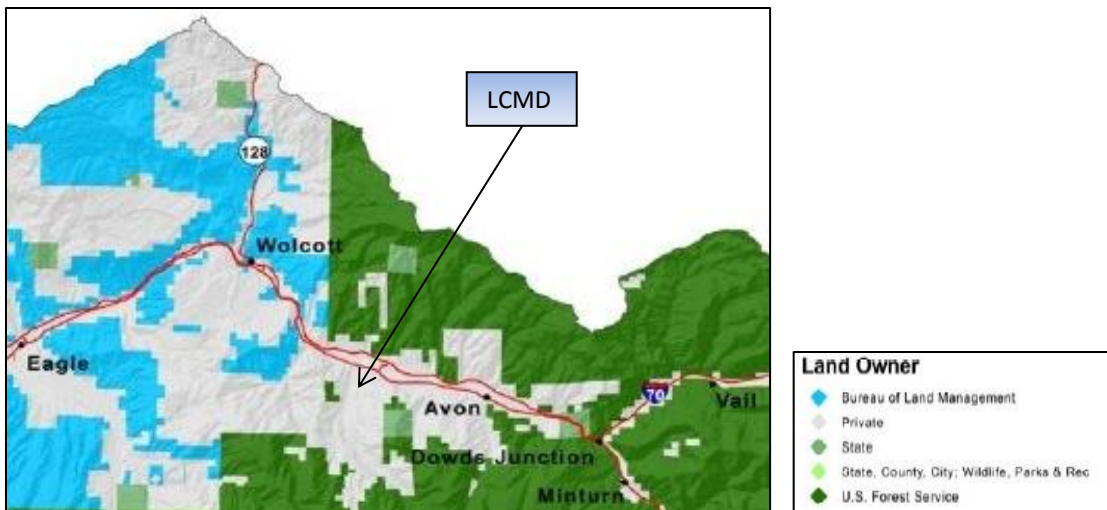 LCMD
128
Wolcott
Eagle
Avon
70
Vail
Dowds Junction
Minturn
Land Owner
Bureau of Land Management
Private
State
State, County, City; Wildlife, Parka & Rec
U.S. Forest Service